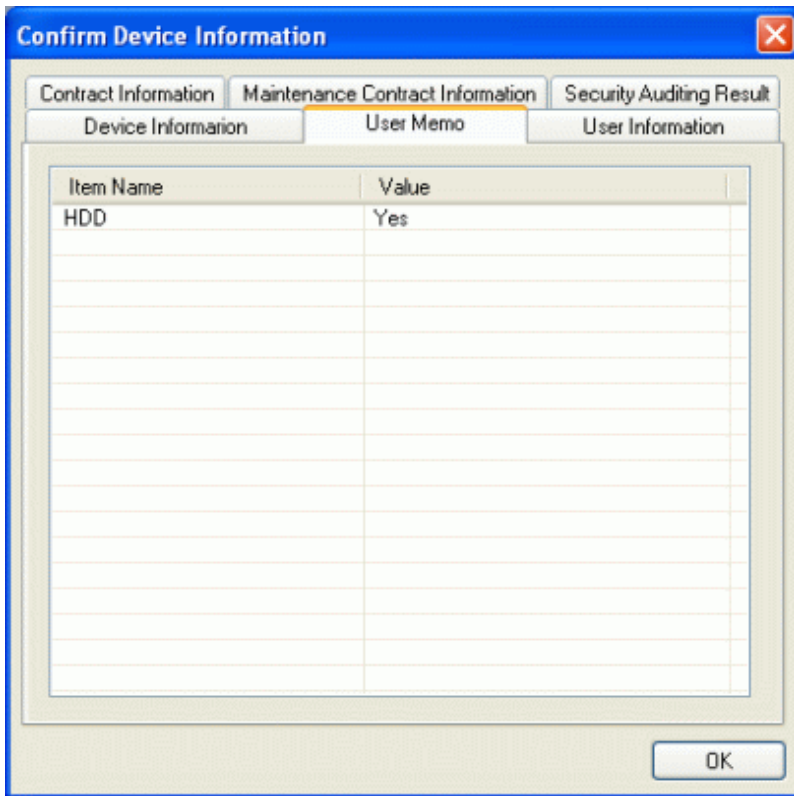 Confirm Device Information
Contract Information Maintenance Contract Information Security Auditing Result
Device Informarion User Memo User Information
Item Name Value
HDD Yes
OK